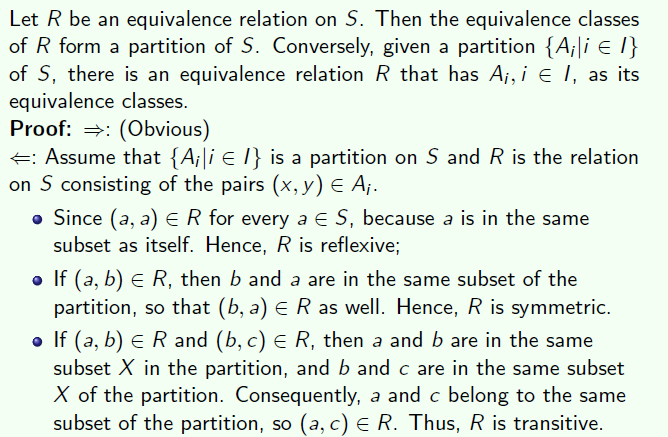 Let R be an equivalence relation on S. Then the equivalence classes
of R form a partition of S. Conversely, given a partition {A_i|i ∈ I}
of S, there is an equivalence relation R that has A_i, i ∈ I, as its
equivalence classes.
Proof: ⇒: (Obvious)
⇐: Assume that {A_i|i ∈ I} is a partition on S and R is the relation
on S consisting of the pairs (x, y) ∈ A_i.
• Since (a, a) ∈ R for every a ∈ S, because a is in the same
subset as itself. Hence, R is reflexive;
• If (a, b) ∈ R, then b and a are in the same subset of the
partition, so that (b, a) ∈ R as well. Hence, R is symmetric.
• If (a, b) ∈ R and (b, c) ∈ R, then a and b are in the same
subset X in the partition, and b and c are in the same subset
X of the partition. Consequently, a and c belong to the same
subset of the partition, so (a, c) ∈ R. Thus, R is transitive.